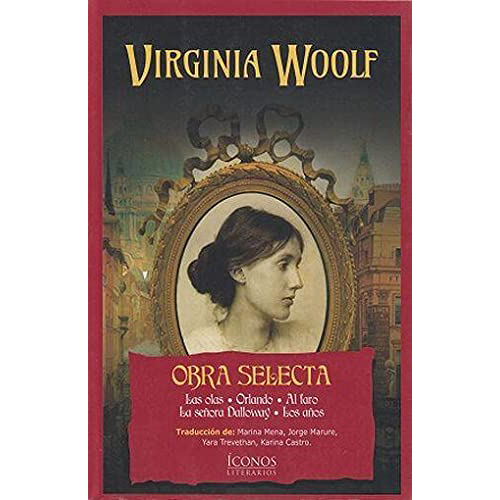 VIRGINIA WOOLF
OBRA SELECTA
Las olas • Orlando • Al faro
La señora Dalloway • Los años
Traducción de: Marina Mena, Jorge Marure,
Yara Trevethan, Karina Castro.
ÍCONOS
LITERARIOS